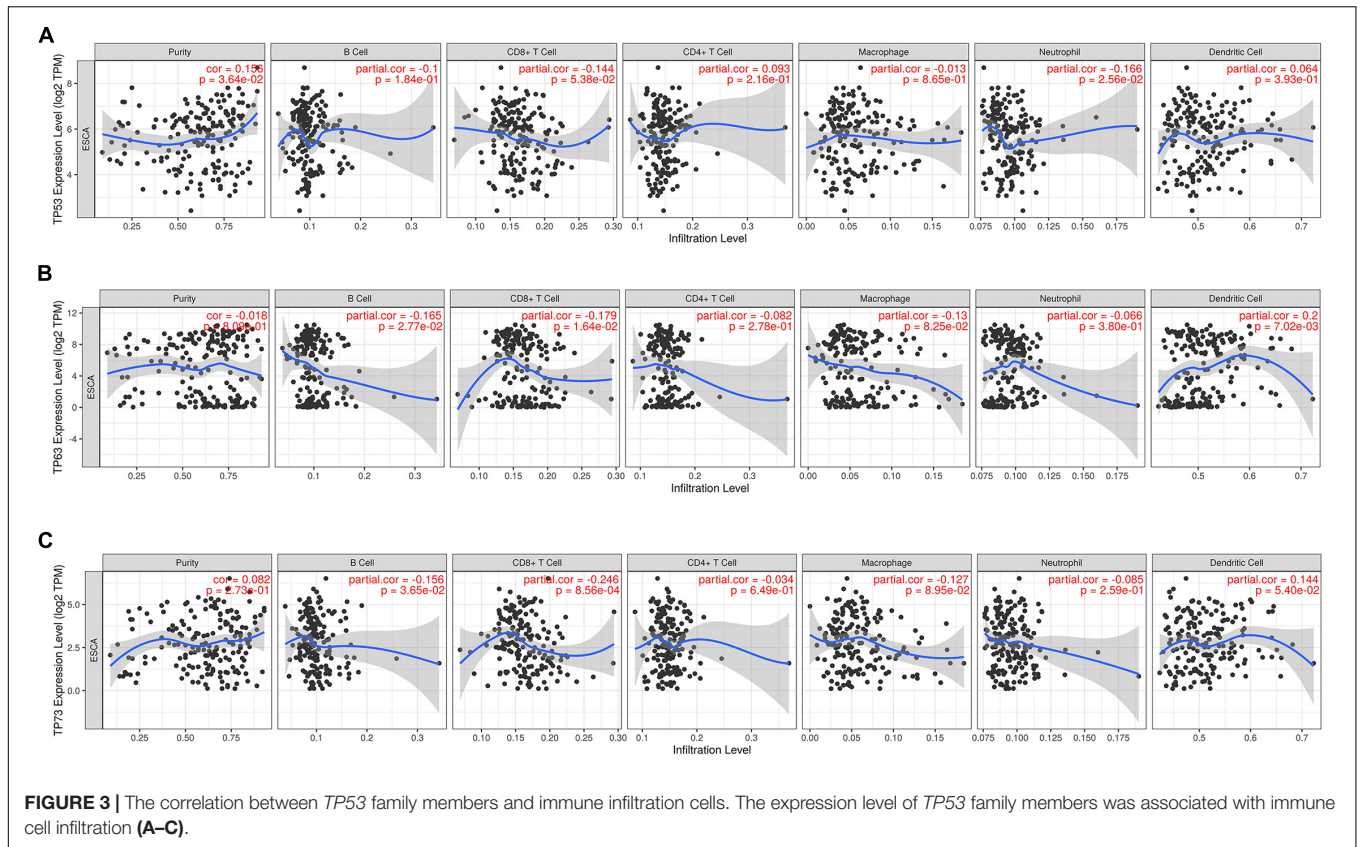 A
Purity
B Cell
CD8+ T Cell
CD4+ T Cell
Macrophage
Neutrophil
Dendritic Cell
cor = 0.156
p = 3.64e-02
partial.cor = -0.1
p = 1.84e-01
partial.cor = -0.144
p = 5.38e-02
partial.cor = 0.093
p = 2.16e-01
partial.cor = -0.013
p = 8.65e-01
partial.cor = -0.166
p = 2.56e-02
partial.cor = 0.064
p = 3.93e-01
TP53 Expression Level (log2 TPM)
ESCA
8
6
4
0.25 0.50 0.75
0.1 0.2 0.3
0.10 0.15 0.20 0.25 0.30
0.1 0.2 0.3
0.00 0.05 0.10 0.15
0.075 0.100 0.125 0.150 0.175
0.5 0.6 0.7
Infiltration Level
B
Purity
B Cell
CD8+ T Cell
CD4+ T Cell
Macrophage
Neutrophil
Dendritic Cell
cor = -0.018
p = 8.09e-01
partial.cor = -0.165
p = 2.77e-02
partial.cor = -0.179
p = 1.64e-02
partial.cor = -0.082
p = 2.78e-01
partial.cor = -0.13
p = 8.25e-02
partial.cor = -0.066
p = 3.80e-01
partial.cor = 0.2
p = 7.02e-03
TP63 Expression Level (log2 TPM)
ESCA
12
8
4
0
-4
0.25 0.50 0.75
0.1 0.2 0.3
0.10 0.15 0.20 0.25 0.30
0.1 0.2 0.3
0.00 0.05 0.10 0.15
0.075 0.100 0.125 0.150 0.175
0.5 0.6 0.7
Infiltration Level
C
Purity
B Cell
CD8+ T Cell
CD4+ T Cell
Macrophage
Neutrophil
Dendritic Cell
cor = 0.082
p = 2.73e-01
partial.cor = -0.156
p = 3.65e-02
partial.cor = -0.246
p = 8.56e-04
partial.cor = -0.034
p = 6.49e-01
partial.cor = -0.127
p = 8.95e-02
partial.cor = -0.085
p = 2.59e-01
partial.cor = 0.144
p = 5.40e-02
TP73 Expression Level (log2 TPM)
ESCA
5.0
2.5
0.0
0.25 0.50 0.75
0.1 0.2 0.3
0.10 0.15 0.20 0.25 0.30
0.1 0.2 0.3
0.00 0.05 0.10 0.15
0.075 0.100 0.125 0.150 0.175
0.5 0.6 0.7
Infiltration Level
FIGURE 3 | The correlation between TP53 family members and immune infiltration cells. The expression level of TP53 family members was associated with immune
cell infiltration (A–C).